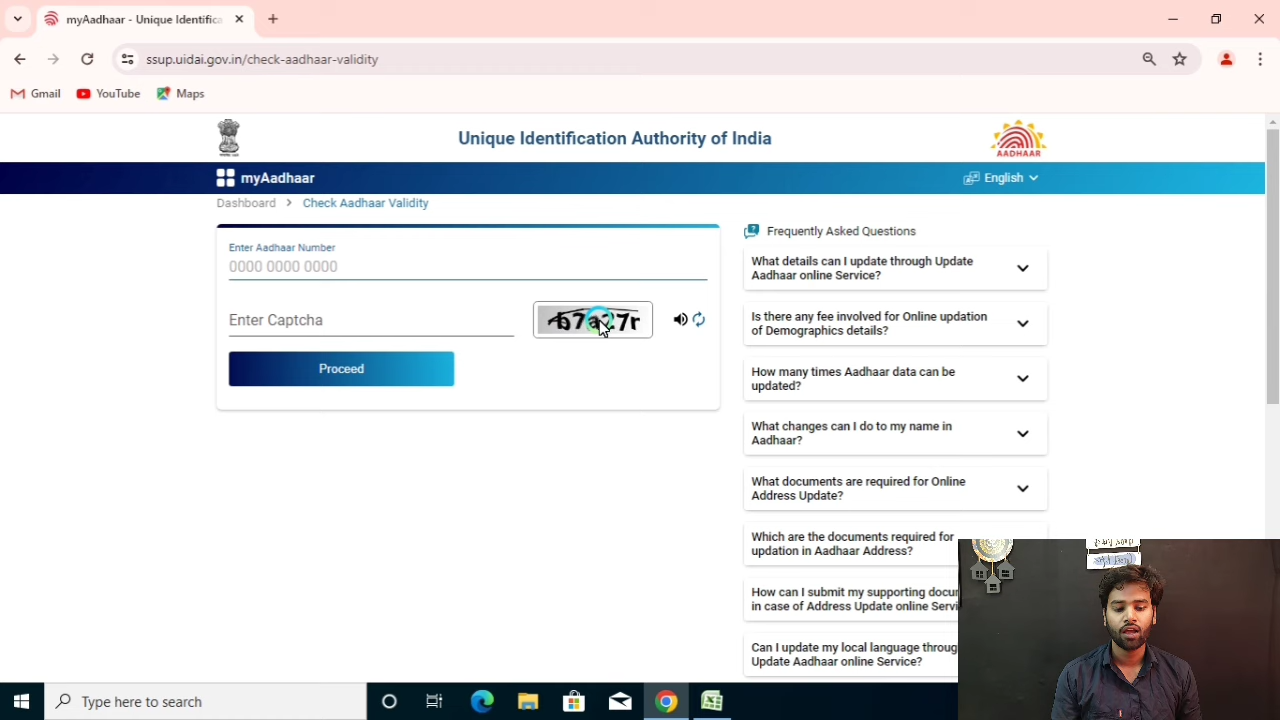 myAadhaar - Unique Identifica
ssup.uidai.gov.in/check-aadhaar-validity
Gmail YouTube Maps
Unique Identification Authority of India
AADHAAR
myAadhaar
English
Dashboard > Check Aadhaar Validity
Enter Aadhaar Number
0000 0000 0000
Enter Captcha
b7a27r
Proceed
Frequently Asked Questions
What details can I update through Update
Aadhaar online Service?
Is there any fee involved for Online updation
of Demographics details?
How many times Aadhaar data can be
updated?
What changes can I do to my name in
Aadhaar?
What documents are required for Online
Address Update?
Which are the documents required for
updation in Aadhaar Address?
How can I submit my supporting docu
in case of Address Update online Servi
Can I update my local language throug
Update Aadhaar online Service?
Type here to search